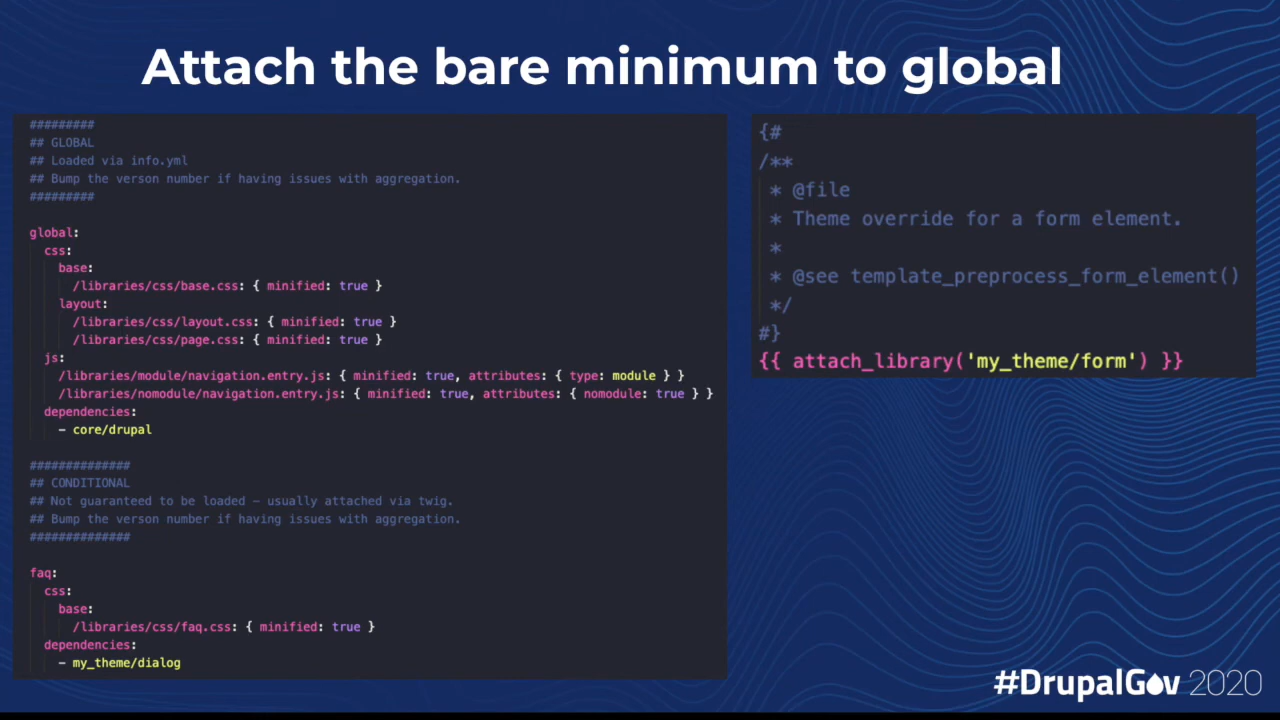 Attach the bare minimum to global
#########
## GLOBAL
## Loaded via info.yml
## Bump the verson number if having issues with aggregation.
#########
global:
css:
base:
/libraries/css/base.css: { minified: true }
layout:
/libraries/css/layout.css: { minified: true }
/libraries/css/page.css: { minified: true }
js:
/libraries/module/navigation.entry.js: { minified: true, attributes: { type: module } }
/libraries/nomodule/navigation.entry.js: { minified: true, attributes: { nomodule: true } }
dependencies:
- core/drupal
##############
## CONDITIONAL
## Not guaranteed to be loaded - usually attached via twig.
## Bump the verson number if having issues with aggregation.
##############
faq:
css:
base:
/libraries/css/faq.css: { minified: true }
dependencies:
- my_theme/dialog
{#
/**
* @file
* Theme override for a form element.
*
* @see template_preprocess_form_element()
*/
#}
{{ attach_library('my_theme/form') }}
#DrupalGov 2020